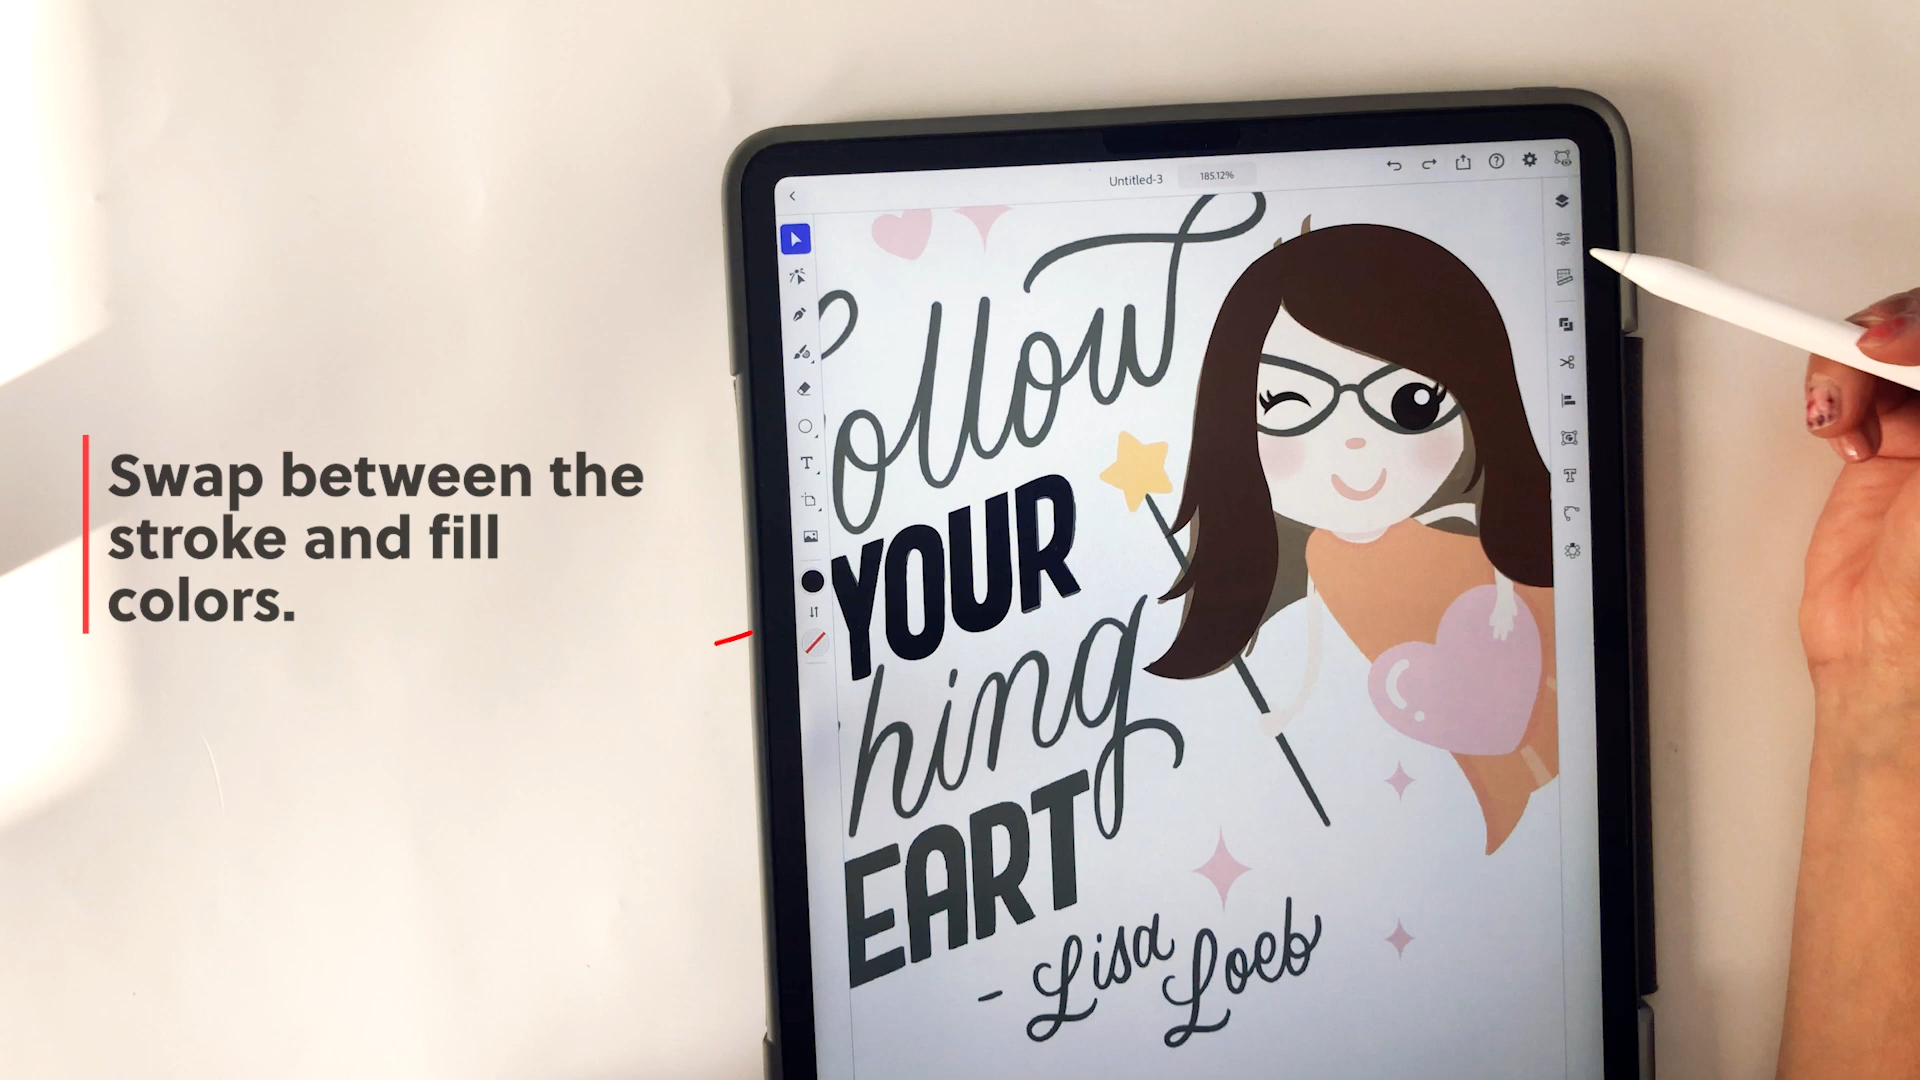 Untitled-3
185.12%
Swap between the
stroke and fill
colors.
ollow
YOUR
hing
EART
- Lisa
Loeb